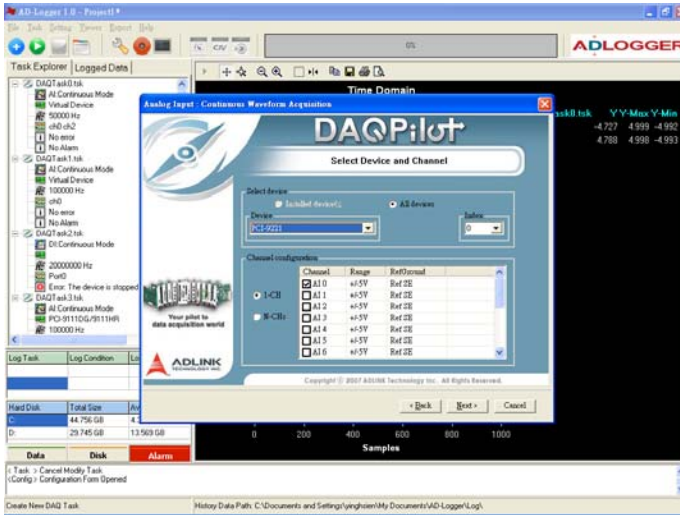 AD-Logger 1.0 - Project1 *
File Task Setting Viewer Export Help
0%
ADLOGGER
Task Explorer Logged Data
DAQTask0.tsk
AI:Continuous Mode
Virtual Device
50000 Hz
ch0 ch2
No error
No Alarm
DAQTask1.tsk
AI:Continuous Mode
Virtual Device
100000 Hz
ch0
No error
No Alarm
DAQTask2.tsk
DI:Continuous Mode
20000000 Hz
Port0
Error: The device is stopped
DAQTask3.tsk
AI:Continuous Mode
PCI-9111DG/9111HR
100000 Hz
Log Task Log Condition
Hard Disk Total Size
C: 44.756 GB
D: 29.745 GB 13.569 GB
Data Disk Alarm
Time Domain
ask0.tsk Y Y-Max Y-Min
-4.727 4.999 -4.992
4.788 4.998 -4.993
Analog Input : Continuous Waveform Acquisition
DAQPilot
Select Device and Channel
Select device
Installed device(s) All devices
Device Index
PCI-9221 0
Channel configuration
1-CH
N-CHs
Channel Range RefGround
AI 0 +/-5V Ref SE
AI 1 +/-5V Ref SE
AI 2 +/-5V Ref SE
AI 3 +/-5V Ref SE
AI 4 +/-5V Ref SE
AI 5 +/-5V Ref SE
AI 6 +/-5V Ref SE
Your pilot to
data acquisition world
ADLINK
TECHNOLOGY INC.
Copyright © 2007 ADLINK Technology Inc. All Rights Reserved.
< Back Next > Cancel
0 200 400 600 800 1000
Samples
< Task > Cancel Modify Task
<Config > Configuration Form Opened
Create New DAQ Task
History Data Path: C:\Documents and Settings\yinghsien\My Documents\AD-Logger\Log\